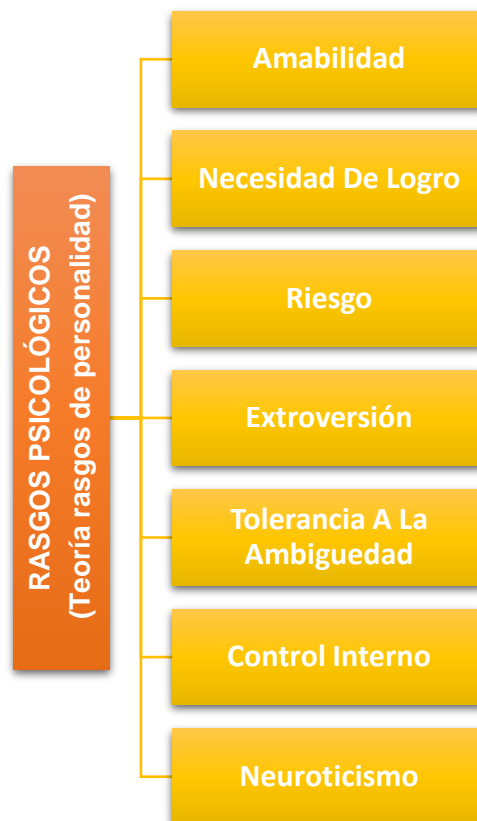 RASGOS PSICOLÓGICOS
(Teoría rasgos de personalidad)
Amabilidad
Necesidad De Logro
Riesgo
Extroversión
Tolerancia A La
Ambiguedad
Control Interno
Neuroticismo